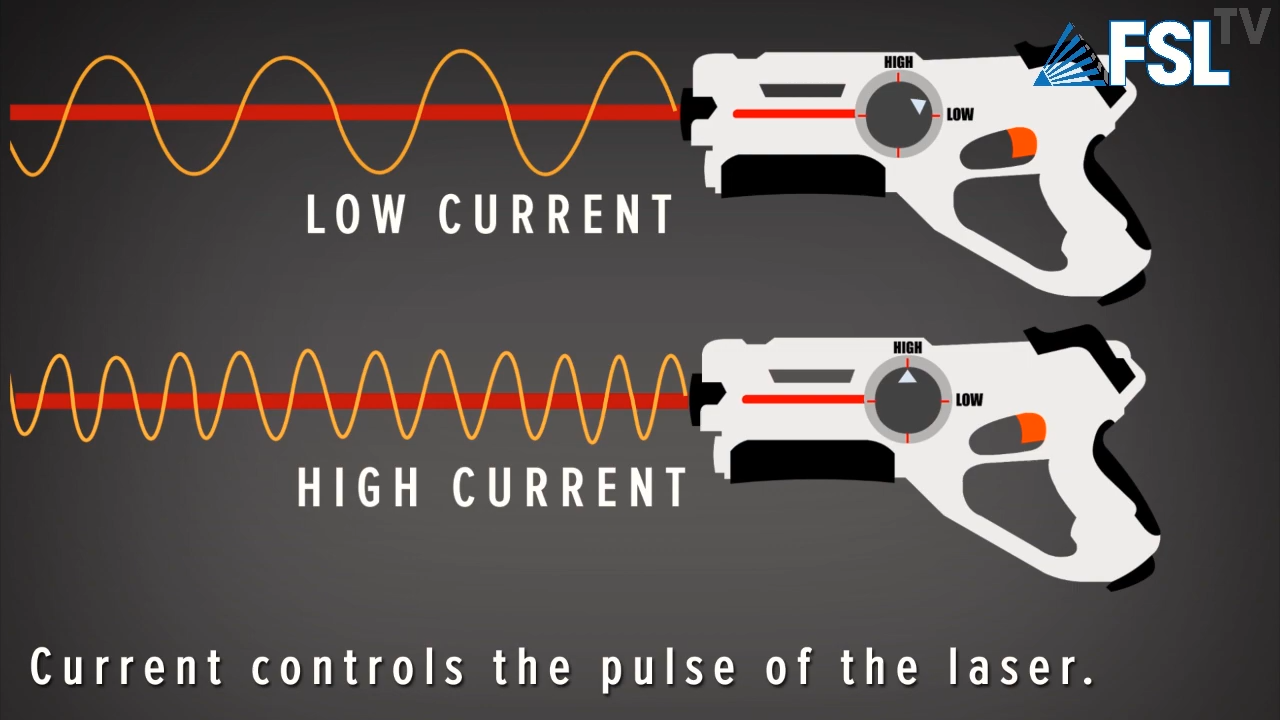 FSL TV
HIGH
LOW
LOW CURRENT
HIGH
LOW
HIGH CURRENT
Current controls the pulse of the laser.